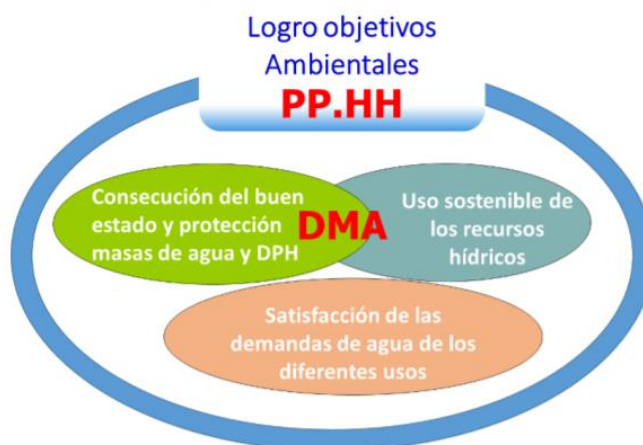 Logro objetivos
Ambientales
PP.HH
Consecución del buen
estado y protección
masas de agua y DPH
DMA
Uso sostenible de
los recursos
hídricos
Satisfacción de las
demandas de agua de los
diferentes usos